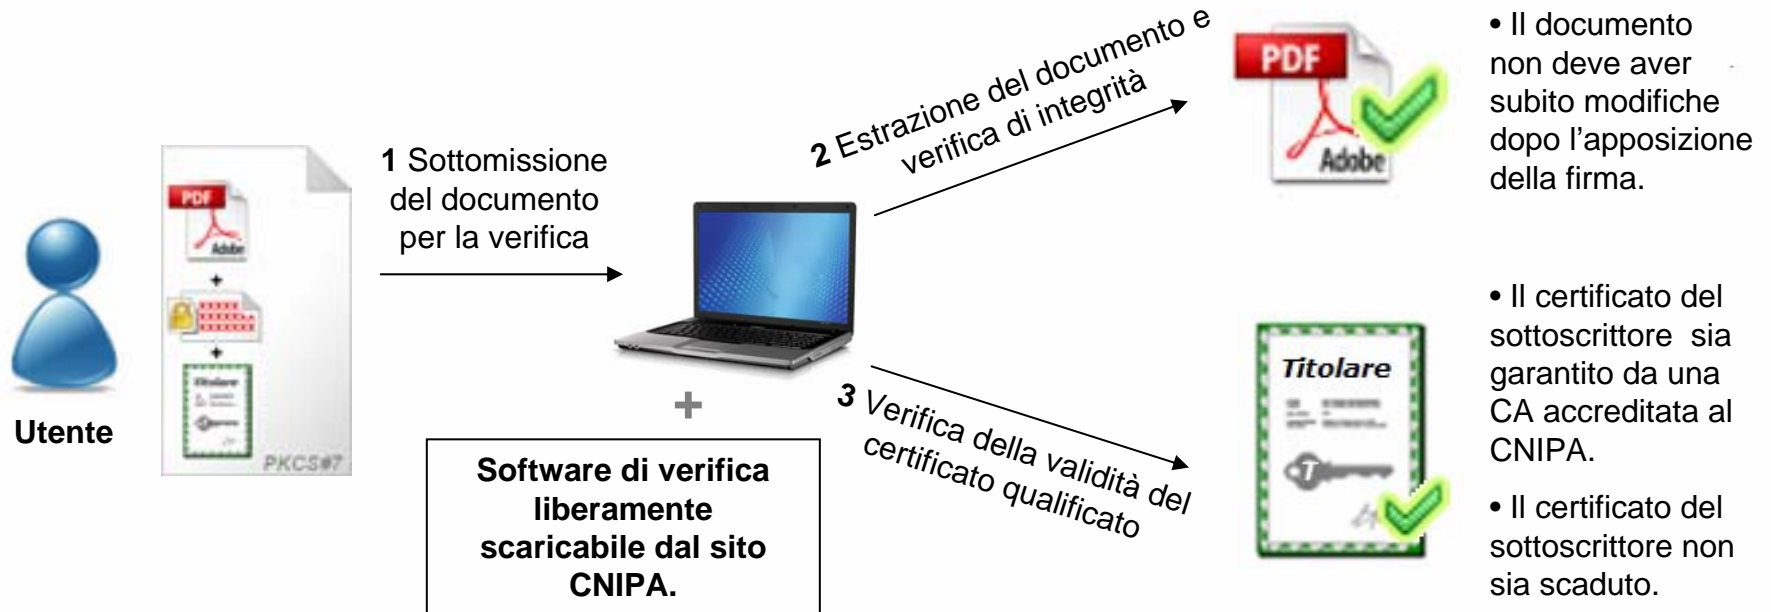 PDF
Adobe
+
+
Titolare
PKCS#7
Utente
1 Sottomissione
del documento
per la verifica
+
Software di verifica
liberamente
scaricabile dal sito
CNIPA.
2 Estrazione del documento e
verifica di integrità
PDF
Adobe
• Il documento
non deve aver
subito modifiche
dopo l’apposizione
della firma.
3 Verifica della validità del
certificato qualificato
Titolare
T
• Il certificato del
sottoscrittore sia
garantito da una
CA accreditata al
CNIPA.
• Il certificato del
sottoscrittore non
sia scaduto.